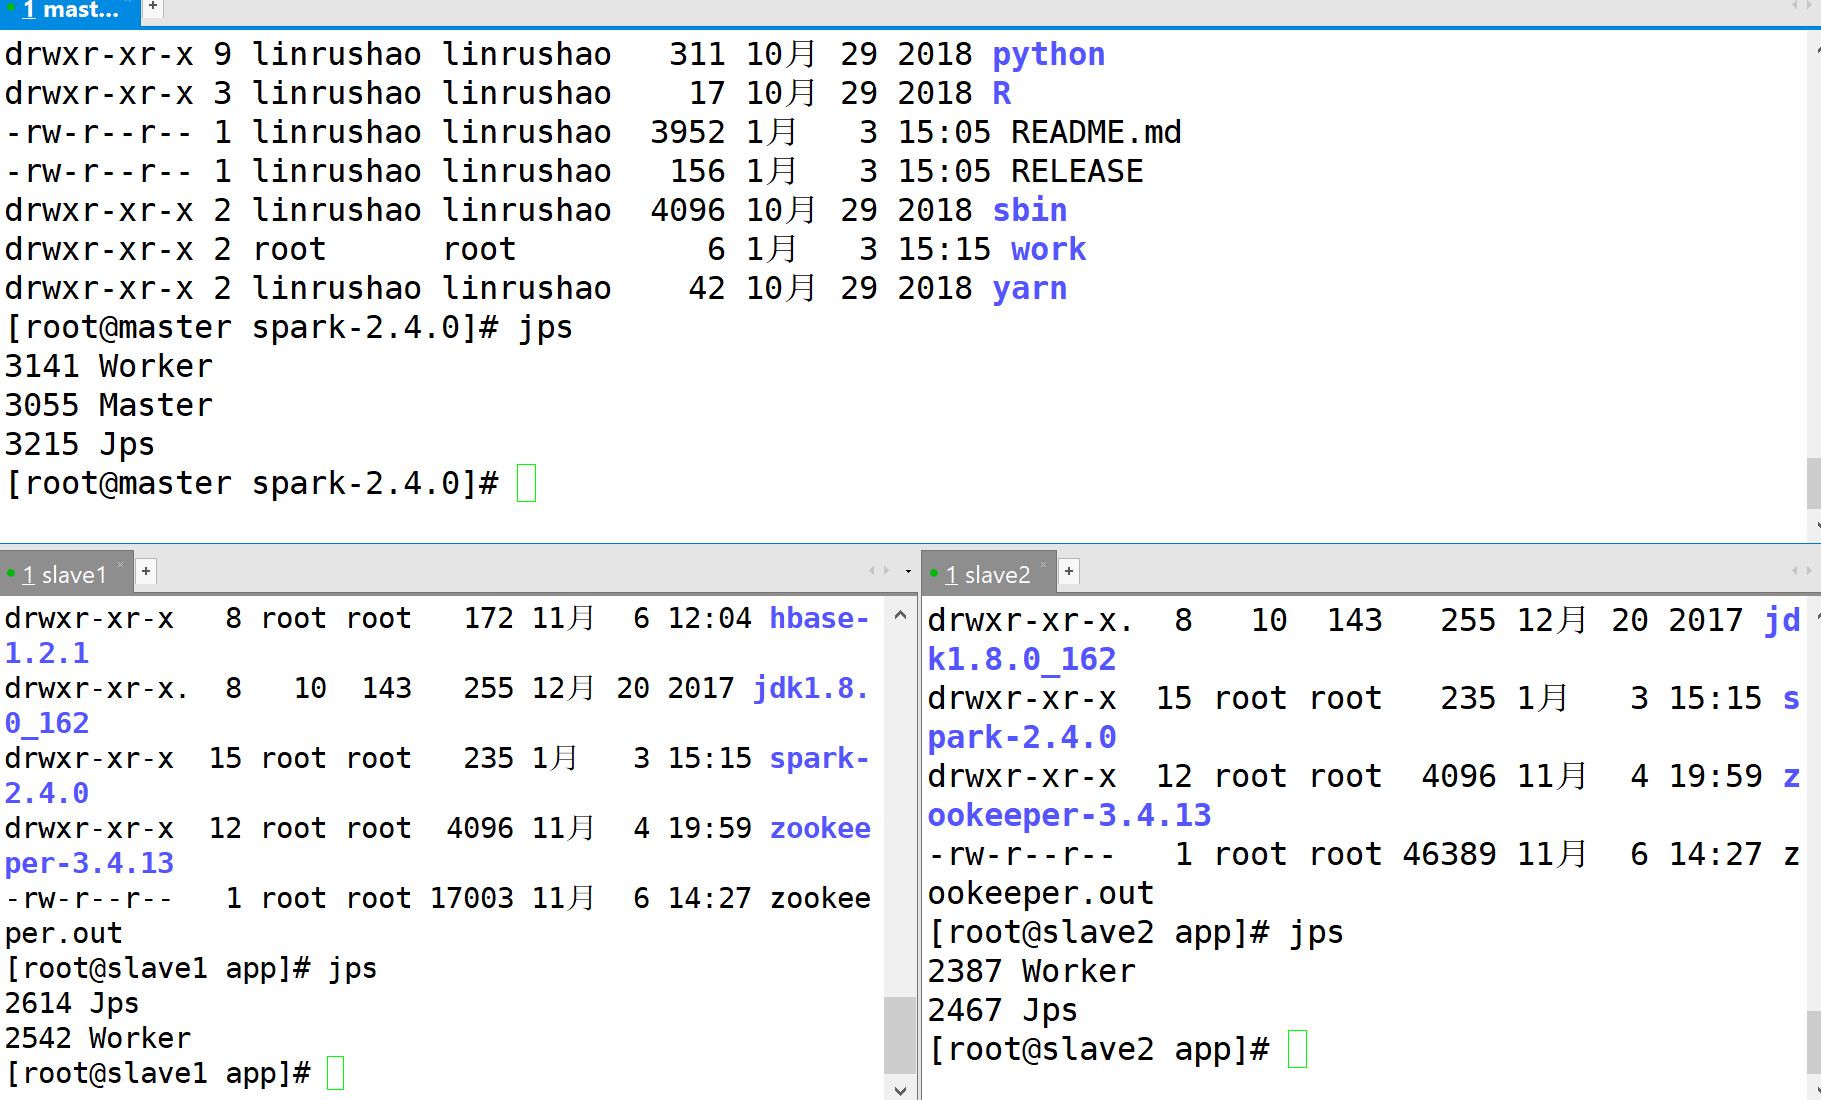 1 mast... × +
drwxr-xr-x 9 linrushao linrushao   311 10月 29 2018 python
drwxr-xr-x 3 linrushao linrushao    17 10月 29 2018 R
-rw-r--r-- 1 linrushao linrushao  3952 1月   3 15:05 README.md
-rw-r--r-- 1 linrushao linrushao   156 1月   3 15:05 RELEASE
drwxr-xr-x 2 linrushao linrushao  4096 10月 29 2018 sbin
drwxr-xr-x 2 root      root          6 1月   3 15:15 work
drwxr-xr-x 2 linrushao linrushao    42 10月 29 2018 yarn
[root@master spark-2.4.0]# jps
3141 Worker
3055 Master
3215 Jps
[root@master spark-2.4.0]#
1 slave1 × +
drwxr-xr-x   8 root root   172 11月  6 12:04 hbase-
1.2.1
drwxr-xr-x.  8   10  143   255 12月 20 2017 jdk1.8.
0_162
drwxr-xr-x  15 root root   235 1月   3 15:15 spark-
2.4.0
drwxr-xr-x  12 root root  4096 11月  4 19:59 zookee
per-3.4.13
-rw-r--r--   1 root root 17003 11月  6 14:27 zookee
per.out
[root@slave1 app]# jps
2614 Jps
2542 Worker
[root@slave1 app]#
1 slave2 × +
drwxr-xr-x.  8   10  143   255 12月 20 2017 jd
k1.8.0_162
drwxr-xr-x  15 root root   235 1月   3 15:15 s
park-2.4.0
drwxr-xr-x  12 root root  4096 11月  4 19:59 z
ookeeper-3.4.13
-rw-r--r--   1 root root 46389 11月  6 14:27 z
ookeeper.out
[root@slave2 app]# jps
2387 Worker
2467 Jps
[root@slave2 app]#